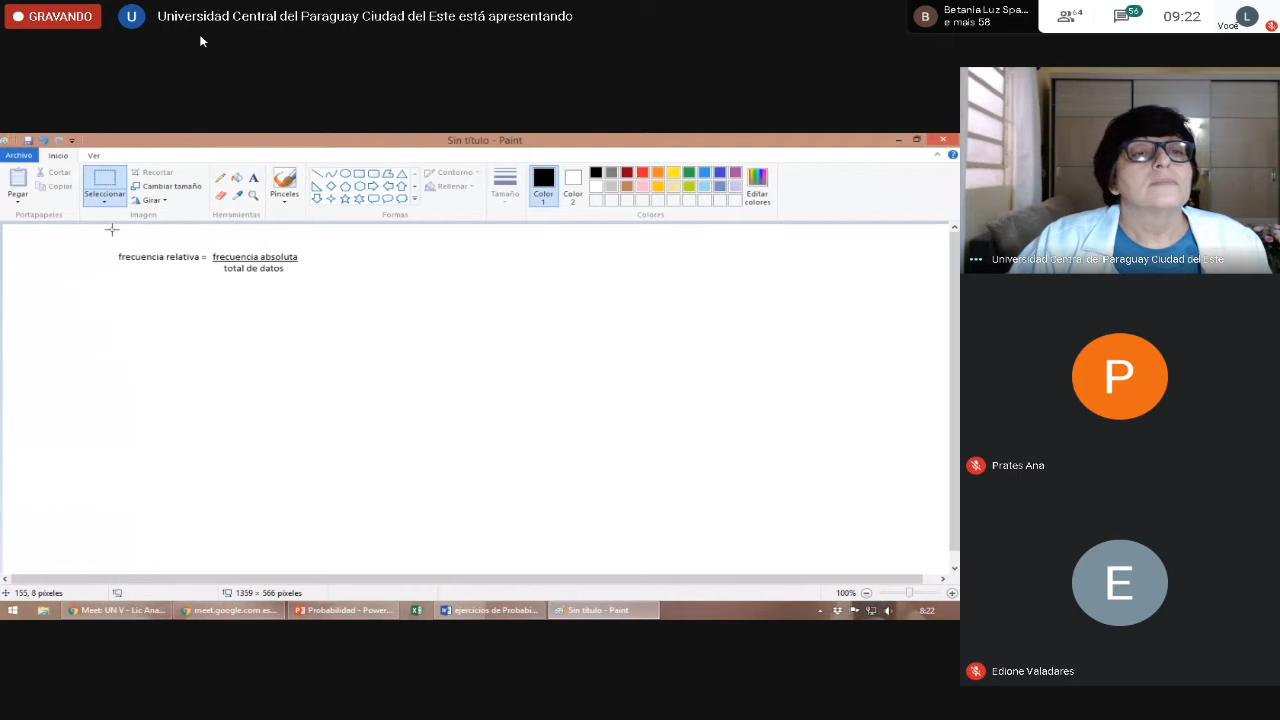 GRAVANDO
U
Universidad Central del Paraguay Ciudad del Este está apresentando
B
Betania Luz Spa...
e mais 58
64
56
09:22
Você
L
Sin título - Paint
Archivo
Inicio
Ver
Pegar
Cortar
Copiar
Portapapeles
Seleccionar
Recortar
Cambiar tamaño
Girar
Imagen
A
Herramientas
Pinceles
Contorno
Rellenar
Formas
Tamaño
Color
1
Color
2
Editar
colores
Colores
frecuencia relativa = frecuencia absoluta
total de datos
155, 8 píxeles
1359 × 566 píxeles
100%
Meet: UN V - Lic Ana...
meet.google.com es...
Probabilidad - Power...
ejercicios de Probabi...
Sin título - Paint
8:22
Universidad Central del Paraguay Ciudad del Este
P
Prates Ana
E
Edione Valadares